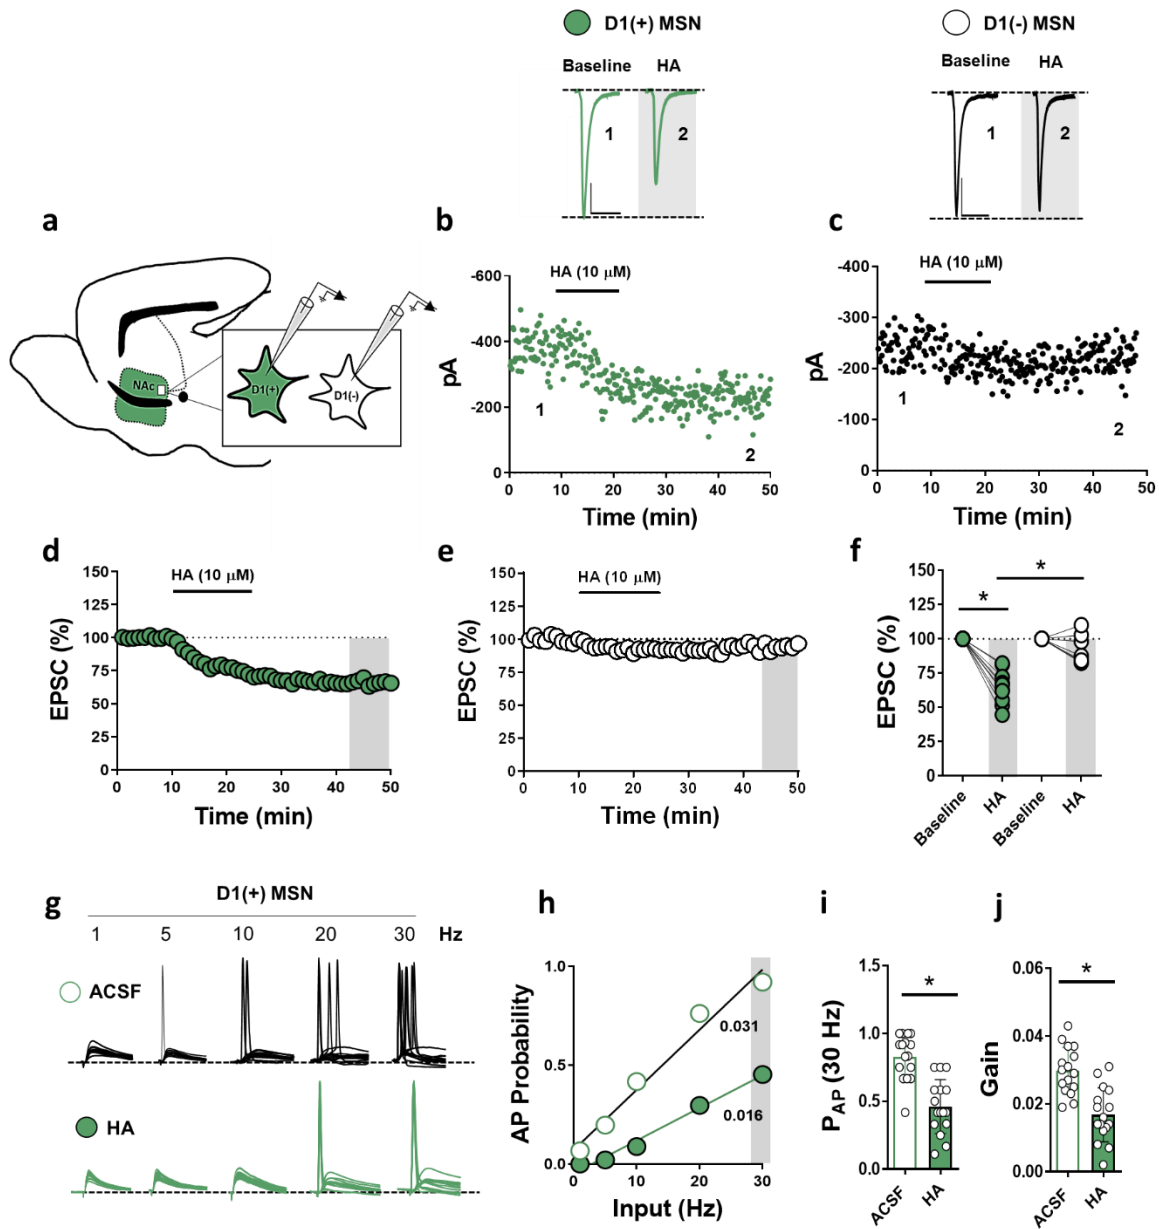 D1(+) MSN
D1(-) MSN
Baseline HA
Baseline HA
1 2
1 2
a
b
c
NAc
D1(+)
D1(-)
HA (10 μM)
-600
-400
-200
0
pA
1
2
0 10 20 30 40 50
Time (min)
HA (10 μM)
-400
-300
-200
-100
0
pA
1
2
0 10 20 30 40 50
Time (min)
d
HA (10 μM)
150
125
100
75
50
25
0
EPSC (%)
0 10 20 30 40 50
Time (min)
e
HA (10 μM)
150
125
100
75
50
25
0
EPSC (%)
0 10 20 30 40 50
Time (min)
f
150
125
100
75
50
25
0
EPSC (%)
*
*
Baseline HA Baseline HA
g
D1(+) MSN
1 5 10 20 30 Hz
ACSF
HA
h
1.0
0.5
0.0
AP Probability
0.031
0.016
0 10 20 30
Input (Hz)
i
1.5
1.0
0.5
0.0
PAP (30 Hz)
*
ACSF HA
j
0.06
0.04
0.02
0.00
Gain
*
ACSF HA